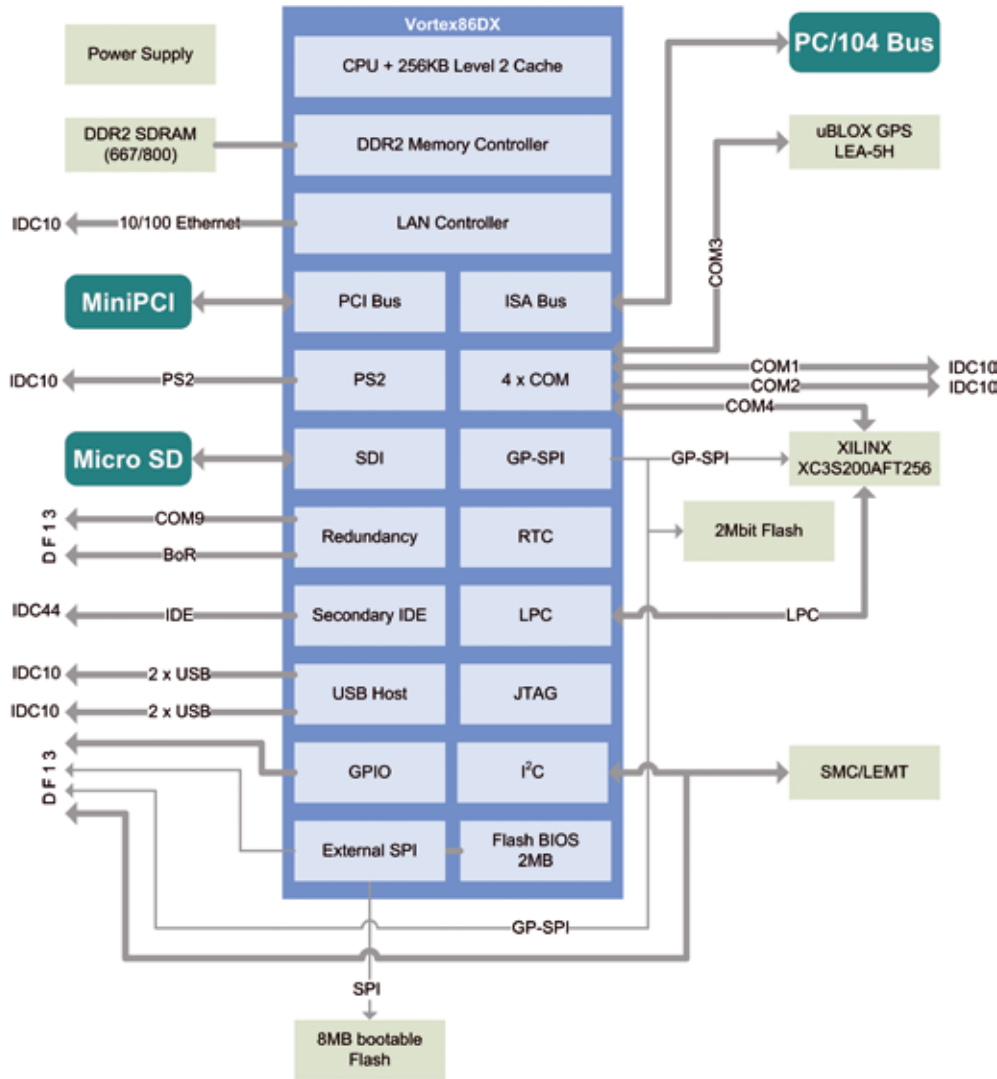 Vortex86DX
Power Supply
CPU + 256KB Level 2 Cache
PC/104 Bus
DDR2 SDRAM
(667/800)
DDR2 Memory Controller
uBLOX GPS
LEA-5H
IDC10
10/100 Ethernet
LAN Controller
COM3
MiniPCI
PCI Bus
ISA Bus
IDC10
PS2
PS2
4 x COM
COM1
IDC10
COM2
IDC10
COM4
Micro SD
SDI
GP-SPI
GP-SPI
XILINX
XC3S200AFT256
DF13
COM9
BoR
Redundancy
RTC
2Mbit Flash
IDC44
IDE
Secondary IDE
LPC
LPC
IDC10
2 x USB
IDC10
2 x USB
USB Host
JTAG
DF13
GPIO
I²C
SMC/LEMT
External SPI
Flash BIOS
2MB
GP-SPI
SPI
8MB bootable
Flash